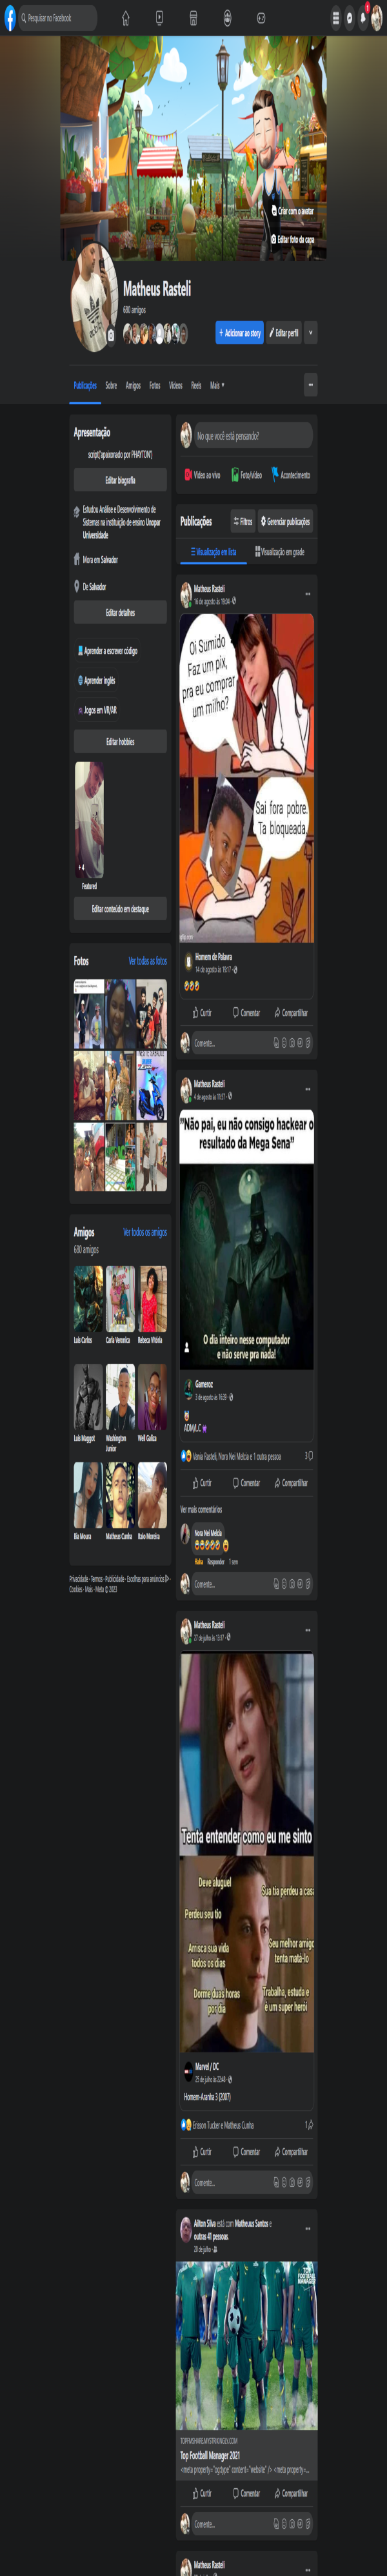 Pesquisar no Facebook
Criar com o avatar
Editar foto da capa
Matheus Rasteli
680 amigos
+ Adicionar ao story
Editar perfil
Publicações
Sobre
Amigos
Fotos
Vídeos
Reels
Mais
Apresentação
script('apaixonado por PHAYTON')
Editar biografia
Estudou Análise e Desenvolvimento de
Sistemas na instituição de ensino Unopar
Universidade
Mora em Salvador
De Salvador
Editar detalhes
Aprender a escrever código
Aprender inglês
Jogos em VR/AR
Editar hobbies
+ 4
Featured
Editar conteúdo em destaque
Fotos
Ver todas as fotos
Amigos
Ver todos os amigos
680 amigos
Luis Carlos
Carla Veronica
Rebeca Vitória
Luis Maggot
Washington
Junior
Well Galiza
Bia Moura
Matheus Cunha
Italo Moreira
Privacidade · Termos · Publicidade · Escolhas para anúncios
Cookies · Mais · Meta © 2023
No que você está pensando?
Vídeo ao vivo
Foto/vídeo
Acontecimento
Publicações
Filtros
Gerenciar publicações
Visualização em lista
Visualização em grade
Matheus Rasteli
16 de agosto às 19:04
Oi Sumido
Faz um pix,
pra eu comprar
um milho?
Sai fora pobre.
Ta bloqueada.
Homem de Palavra
14 de agosto às 19:17
Curtir
Comentar
Compartilhar
Comente...
Matheus Rasteli
4 de agosto às 11:57
"Não pai, eu não consigo hackear o
resultado da Mega Sena"
O dia inteiro nesse computador
e não serve pra nada!
Gameroz
3 de agosto às 16:39
ADM/L.C
Vania Rasteli, Nora Nei Melcia e 1 outra pessoa
3
Curtir
Comentar
Compartilhar
Ver mais comentários
Nora Nei Melcia
Haha
Responder
1 sem
Comente...
Matheus Rasteli
27 de julho às 13:17
Tenta entender como eu me sinto
Deve aluguel
Sua tia perdeu a casa
Perdeu seu tio
Seu melhor amigo
tenta matá-lo
Arrisca sua vida
todos os dias
Dorme duas horas
por dia
Trabalha, estuda e
é um super herói
Marvel / DC
25 de julho às 22:48
Homem-Aranha 3 (2007)
Erisson Tucker e Matheus Cunha
1
Curtir
Comentar
Compartilhar
Comente...
Ailton Silva está com Matheuss Santos e
outras 41 pessoas.
20 de julho
TOP
FOOTBALL
MANAGER
TOPFMSHARE.MYSTRIKINGLY.COM
Top Football Manager 2021
<meta property="og:type" content="website" /> <meta property=...
Curtir
Comentar
Compartilhar
Comente...
Matheus Rasteli